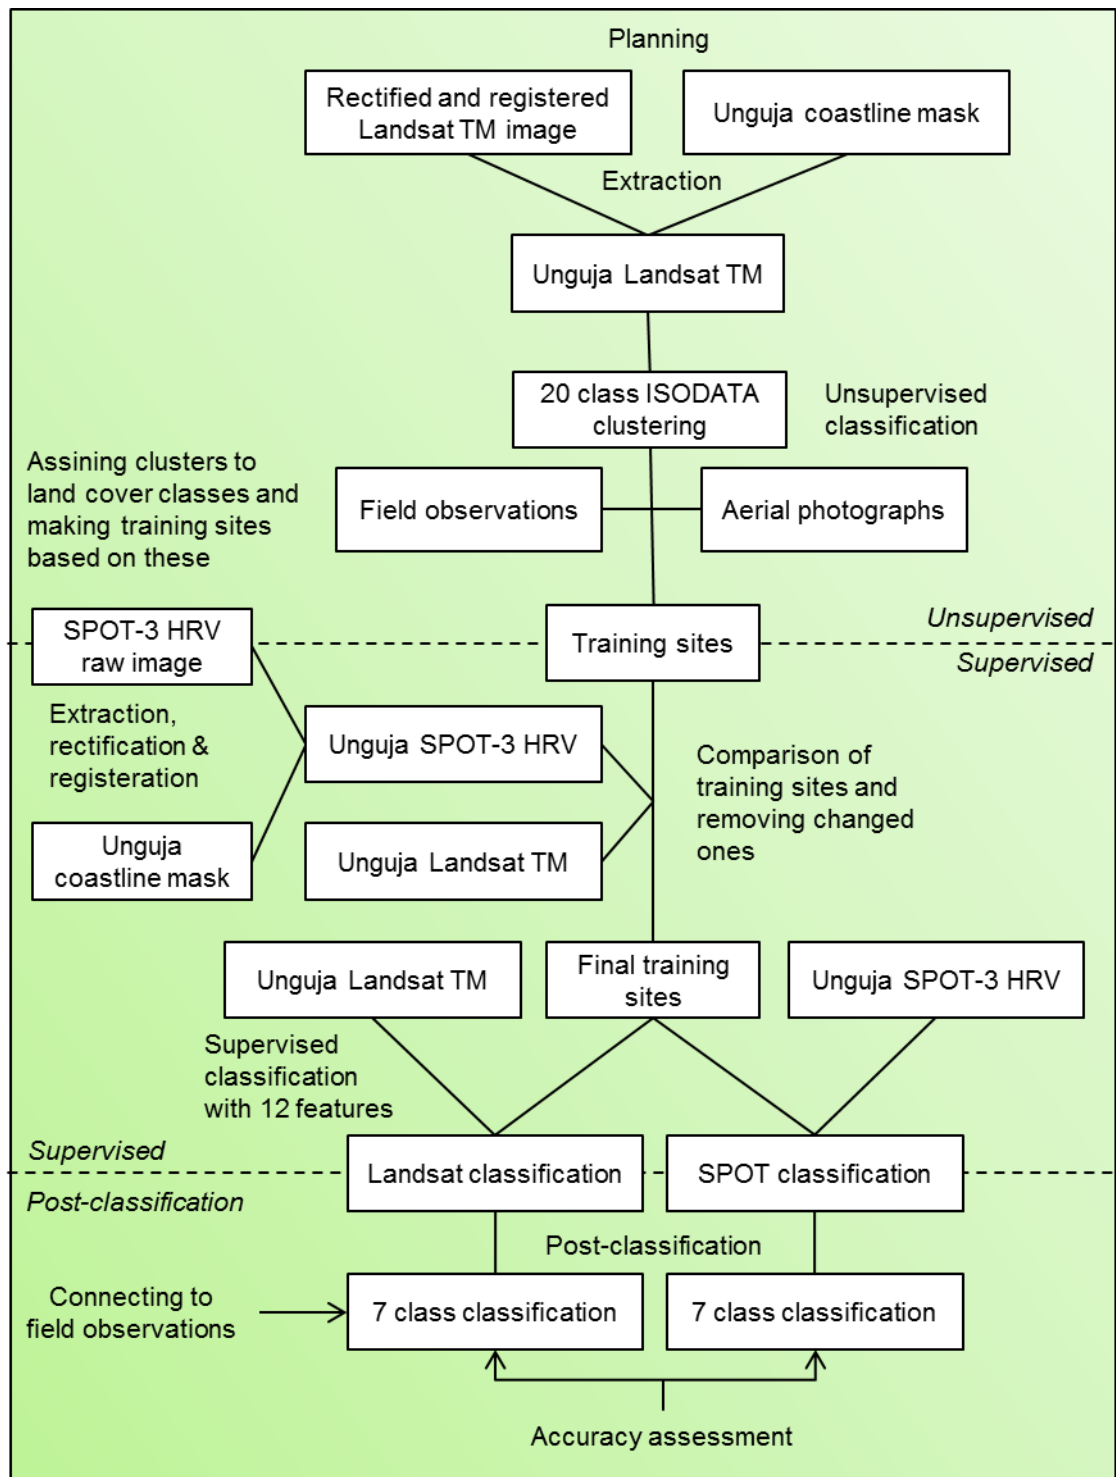 Planning
Rectified and registered
Landsat TM image
Unguja coastline mask
Extraction
Unguja Landsat TM
20 class ISODATA
clustering
Unsupervised
classification
Assining clusters to
land cover classes and
making training sites
based on these
Field observations
Aerial photographs
SPOT-3 HRV
raw image
Training sites
Unsupervised
Supervised
Extraction,
rectification &
registeration
Unguja SPOT-3 HRV
Comparison of
training sites and
removing changed
ones
Unguja
coastline mask
Unguja Landsat TM
Unguja Landsat TM
Final training
sites
Unguja SPOT-3 HRV
Supervised
classification
with 12 features
Supervised
Post-classification
Landsat classification
SPOT classification
Post-classification
Connecting to
field observations
7 class classification
7 class classification
Accuracy assessment